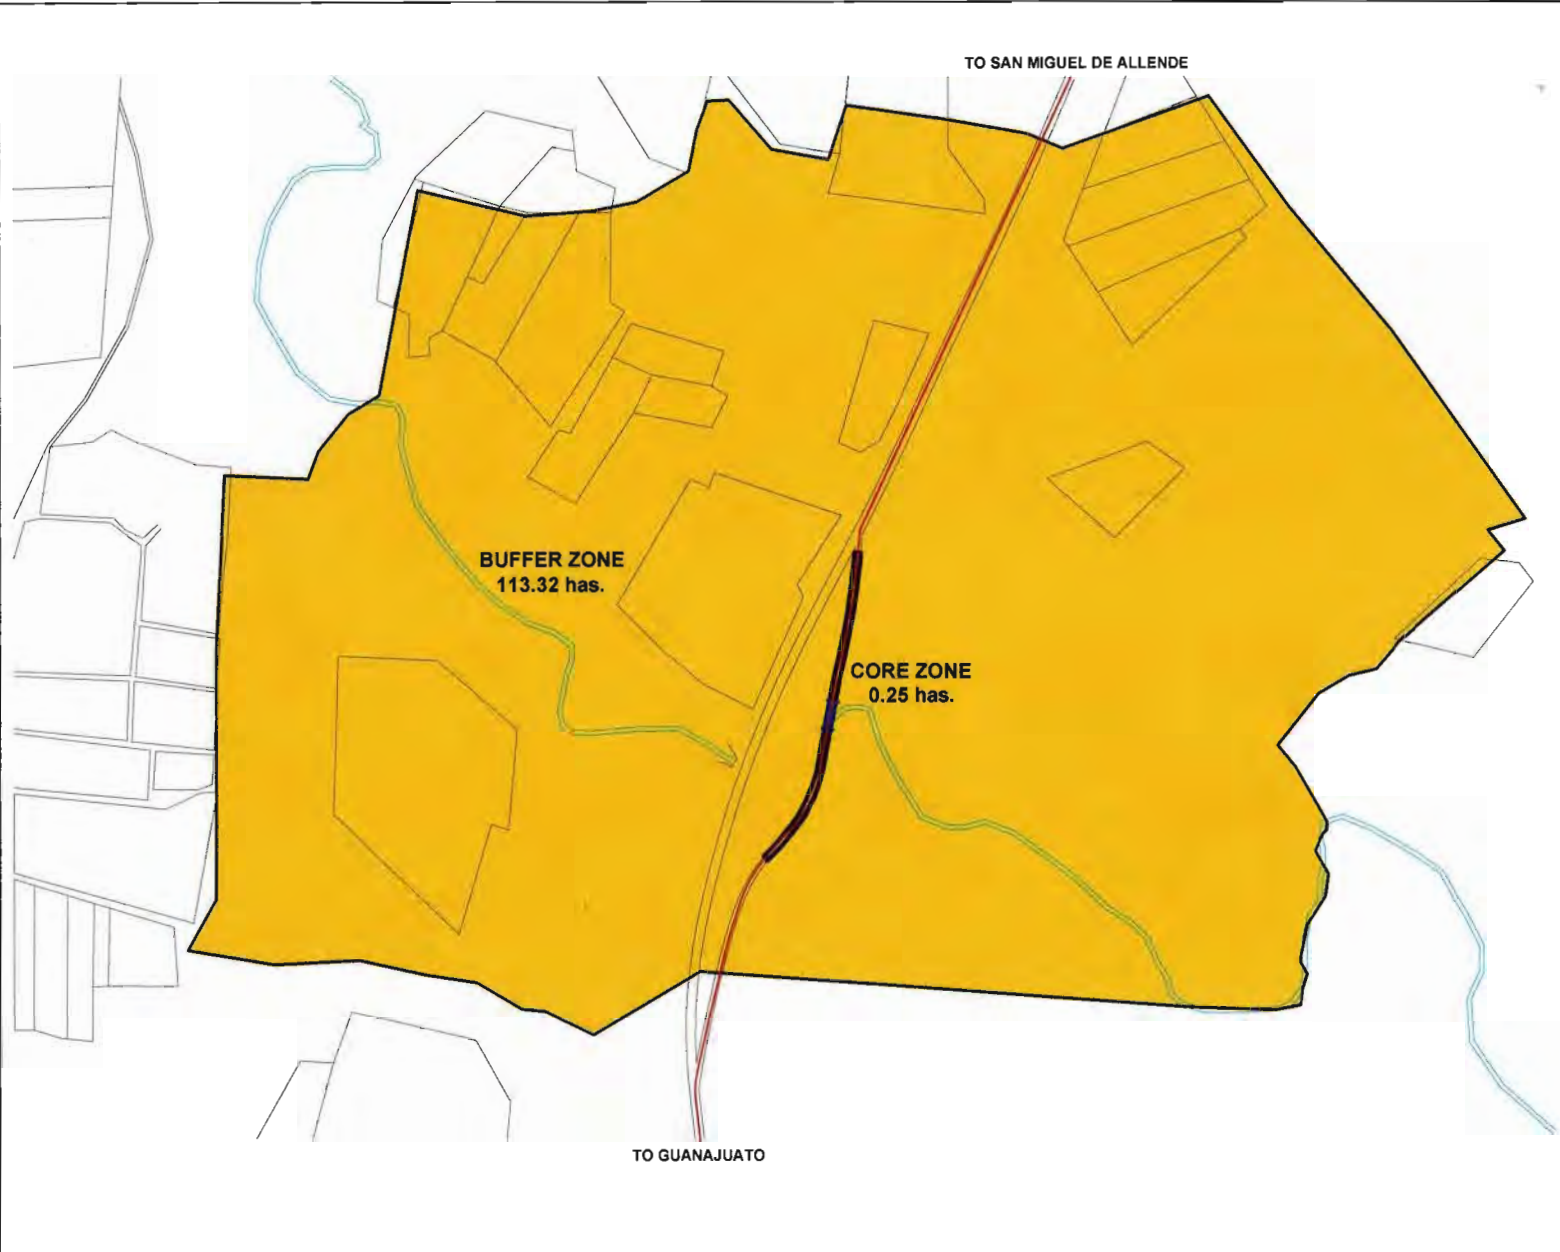 TO SAN MIGUEL DE ALLENDE
BUFFER ZONE
113.32 has.
CORE ZONE
0.25 has.
TO GUANAJUATO